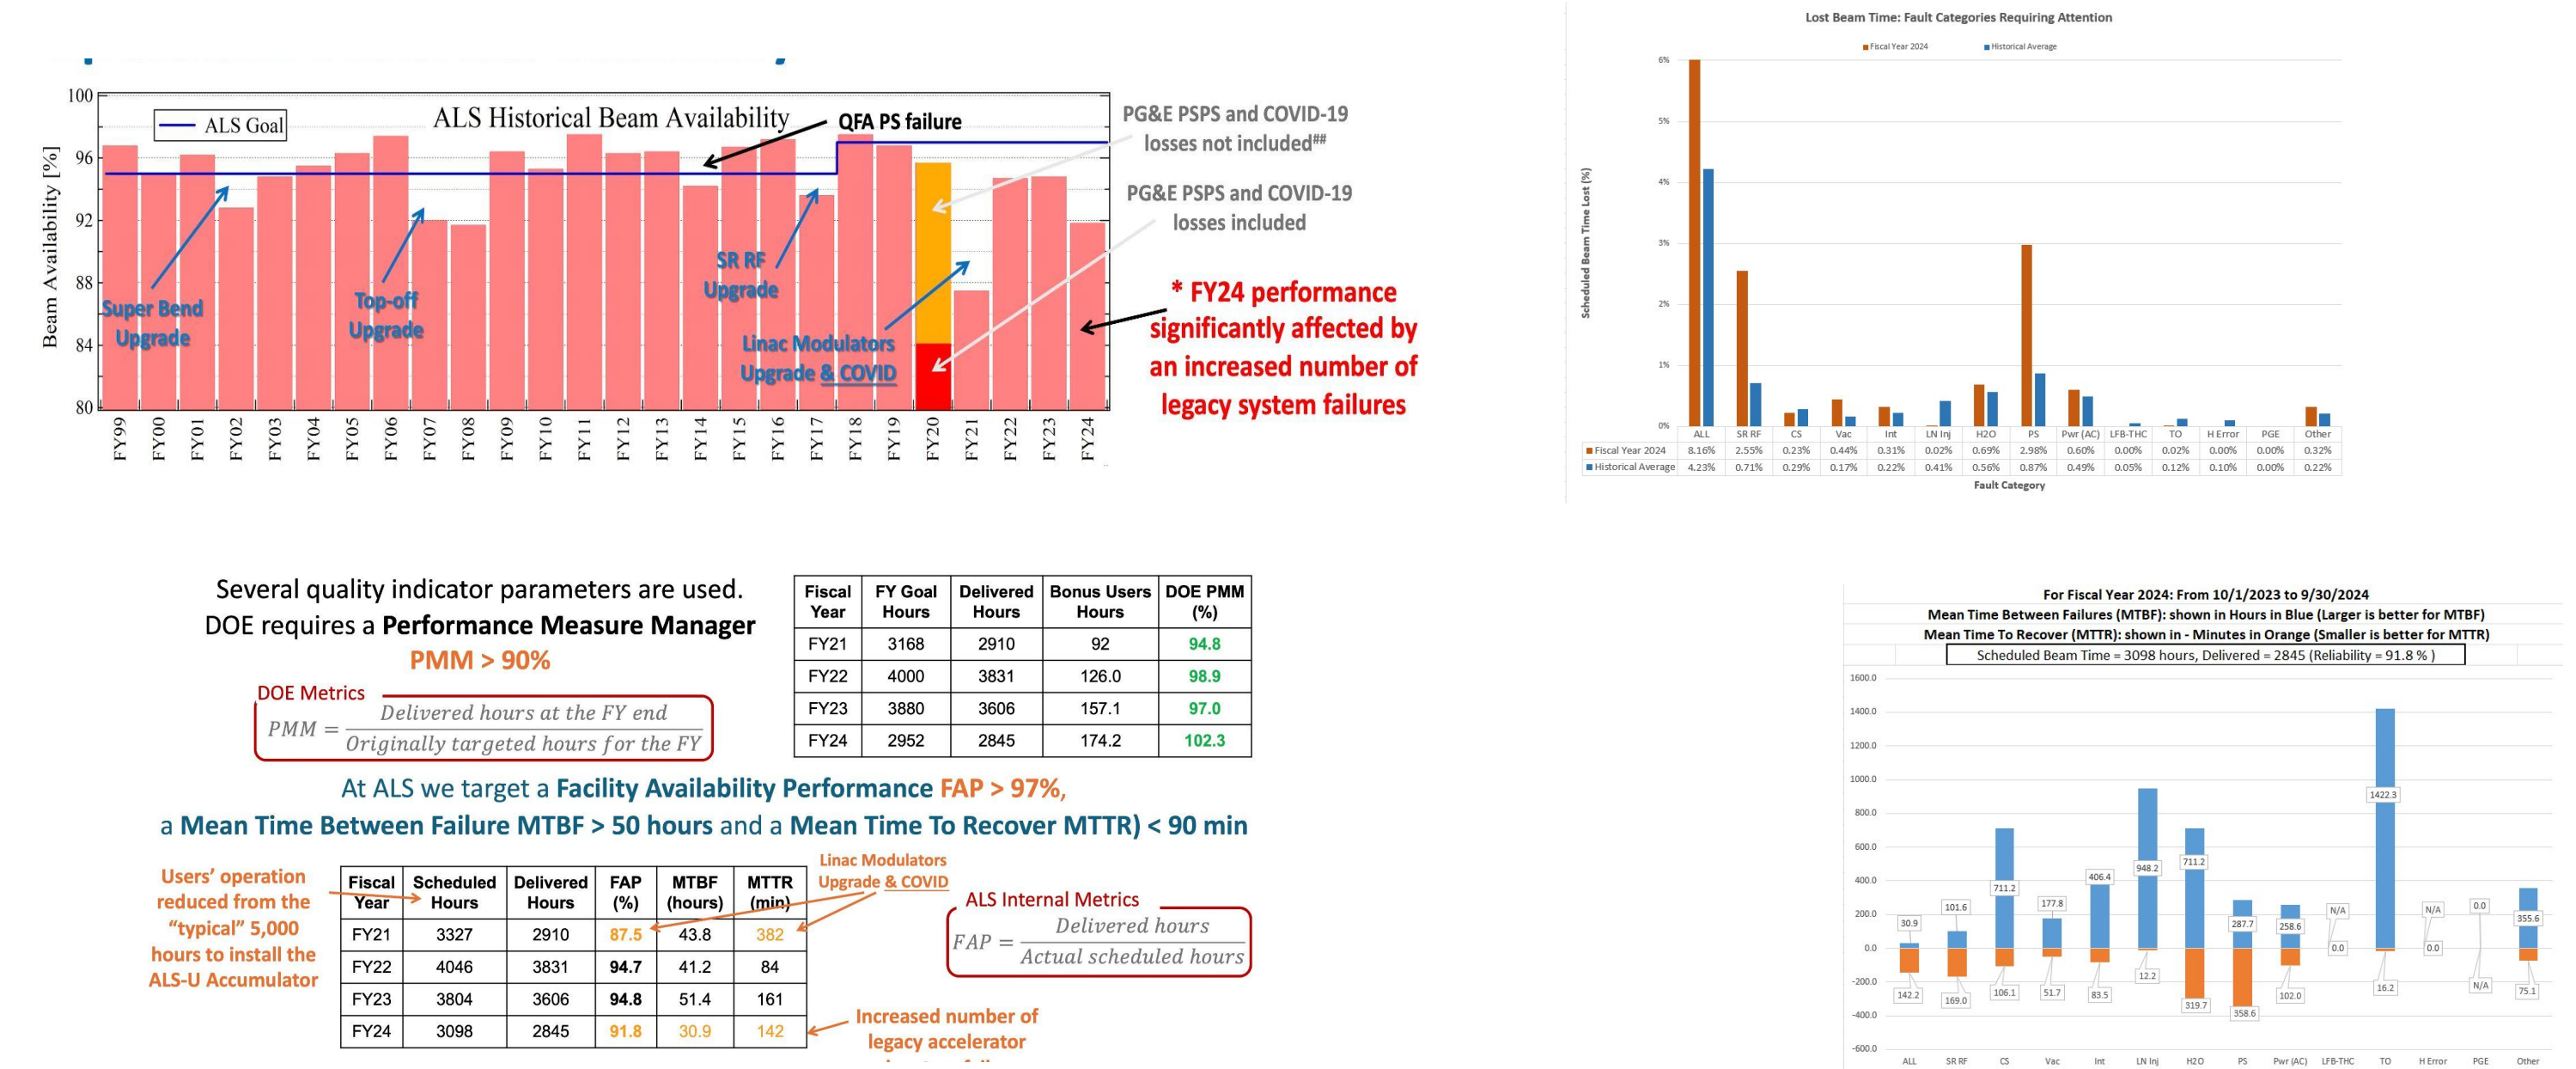 ALS Historical Beam Availability
ALS Goal
Beam Availability [%]
100
96
92
88
84
80
FY99 FY00 FY01 FY02 FY03 FY04 FY05 FY06 FY07 FY08 FY09 FY10 FY11 FY12 FY13 FY14 FY15 FY16 FY17 FY18 FY19 FY20 FY21 FY22 FY23 FY24
Super Bend
Upgrade
Top-off
Upgrade
SR RF
Upgrade
Linac Modulators
Upgrade & COVID
QFA PS failure
PG&E PSPS and COVID-19
losses not included##
PG&E PSPS and COVID-19
losses included
* FY24 performance
significantly affected by
an increased number of
legacy system failures
Lost Beam Time: Fault Categories Requiring Attention
Fiscal Year 2024 Historical Average
Scheduled Beam Time Lost (%)
6%
5%
4%
3%
2%
1%
0%
ALL SR RF CS Vac Int LN Inj H2O PS Pwr (AC) LFB-THC TO H Error PGE Other
Fiscal Year 2024 8.16% 2.55% 0.23% 0.44% 0.31% 0.02% 0.69% 2.98% 0.60% 0.00% 0.02% 0.00% 0.00% 0.32%
Historical Average 4.23% 0.71% 0.29% 0.17% 0.22% 0.41% 0.56% 0.87% 0.49% 0.05% 0.12% 0.10% 0.00% 0.22%
Fault Category
Several quality indicator parameters are used.
DOE requires a Performance Measure Manager
PMM > 90%
DOE Metrics
PMM = Delivered hours at the FY end
Originally targeted hours for the FY
Fiscal Year FY Goal Hours Delivered Hours Bonus Users Hours DOE PMM (%)
FY21 3168 2910 92 94.8
FY22 4000 3831 126.0 98.9
FY23 3880 3606 157.1 97.0
FY24 2952 2845 174.2 102.3
At ALS we target a Facility Availability Performance FAP > 97%,
a Mean Time Between Failure MTBF > 50 hours and a Mean Time To Recover MTTR) < 90 min
Users’ operation
reduced from the
“typical” 5,000
hours to install the
ALS-U Accumulator
Fiscal Year Scheduled Hours Delivered Hours FAP (%) MTBF (hours) MTTR (min)
FY21 3327 2910 87.5 43.8 382
FY22 4046 3831 94.7 41.2 84
FY23 3804 3606 94.8 51.4 161
FY24 3098 2845 91.8 30.9 142
Linac Modulators
Upgrade & COVID
ALS Internal Metrics
FAP = Delivered hours
Actual scheduled hours
Increased number of
legacy accelerator
For Fiscal Year 2024: From 10/1/2023 to 9/30/2024
Mean Time Between Failures (MTBF): shown in Hours in Blue (Larger is better for MTBF)
Mean Time To Recover (MTTR): shown in - Minutes in Orange (Smaller is better for MTTR)
Scheduled Beam Time = 3098 hours, Delivered = 2845 (Reliability = 91.8 % )
1600.0
1400.0
1200.0
1000.0
800.0
600.0
400.0
200.0
0.0
-200.0
-400.0
-600.0
30.9 101.6 711.2 177.8 406.4 948.2 711.2 287.7 258.6 N/A 1422.3 N/A 0.0 355.6
142.2 169.0 106.1 51.7 83.5 12.2 319.7 358.6 102.0 0.0 16.2 0.0 N/A 75.1
ALL SR RF CS Vac Int LN Inj H2O PS Pwr (AC) LFB-THC TO H Error PGE Other